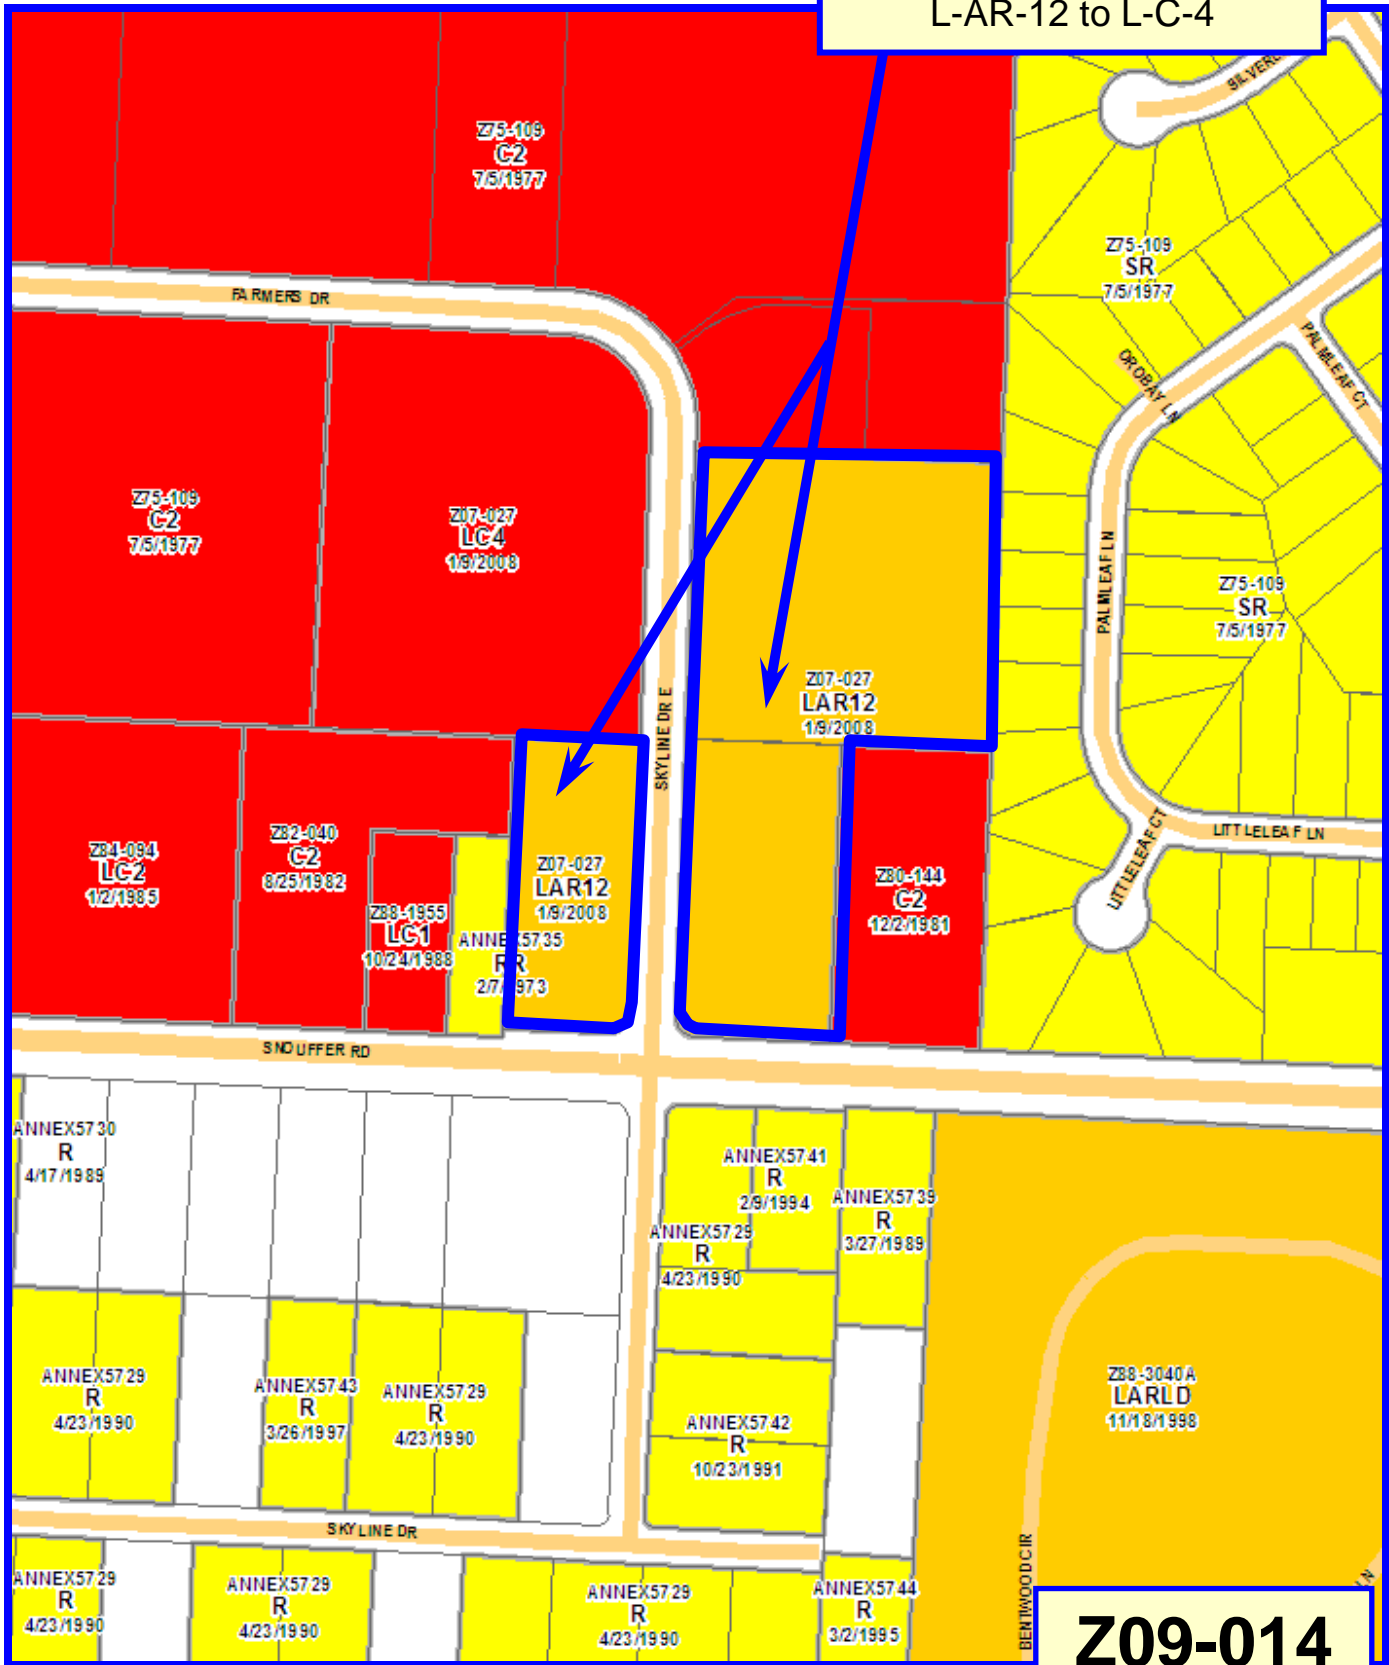 L-AR-12 to L-C-4
Z75-109
C2
7/5/1977
Z75-109
SR
7/5/1977
FARMERS DR
OROBAY LN
PALMLEAF CT
Z75-109
C2
7/5/1977
Z07-027
LC4
1/9/2008
PALMLEAF LN
Z75-109
SR
7/5/1977
SKYLINE DR E
Z07-027
LAR12
1/9/2008
LITTLELEAF LN
LITTLELEAF CT
Z84-094
LC2
1/2/1985
Z82-040
C2
8/25/1982
Z88-1955
LC1
10/24/1988
ANNEX5735
RR
2/7/1973
Z07-027
LAR12
1/9/2008
Z80-144
C2
12/2/1981
SNOUFFER RD
ANNEX5730
R
4/17/1989
ANNEX5741
R
2/9/1994
ANNEX5739
R
3/27/1989
ANNEX5729
R
4/23/1990
ANNEX5729
R
4/23/1990
ANNEX5743
R
3/26/1997
ANNEX5729
R
4/23/1990
ANNEX5742
R
10/23/1991
Z88-3040A
LARLD
11/18/1998
SKYLINE DR
BENTWOOD CIR
LN
ANNEX5729
R
4/23/1990
ANNEX5729
R
4/23/1990
ANNEX5729
R
4/23/1990
ANNEX5744
R
3/2/1995
Z09-014